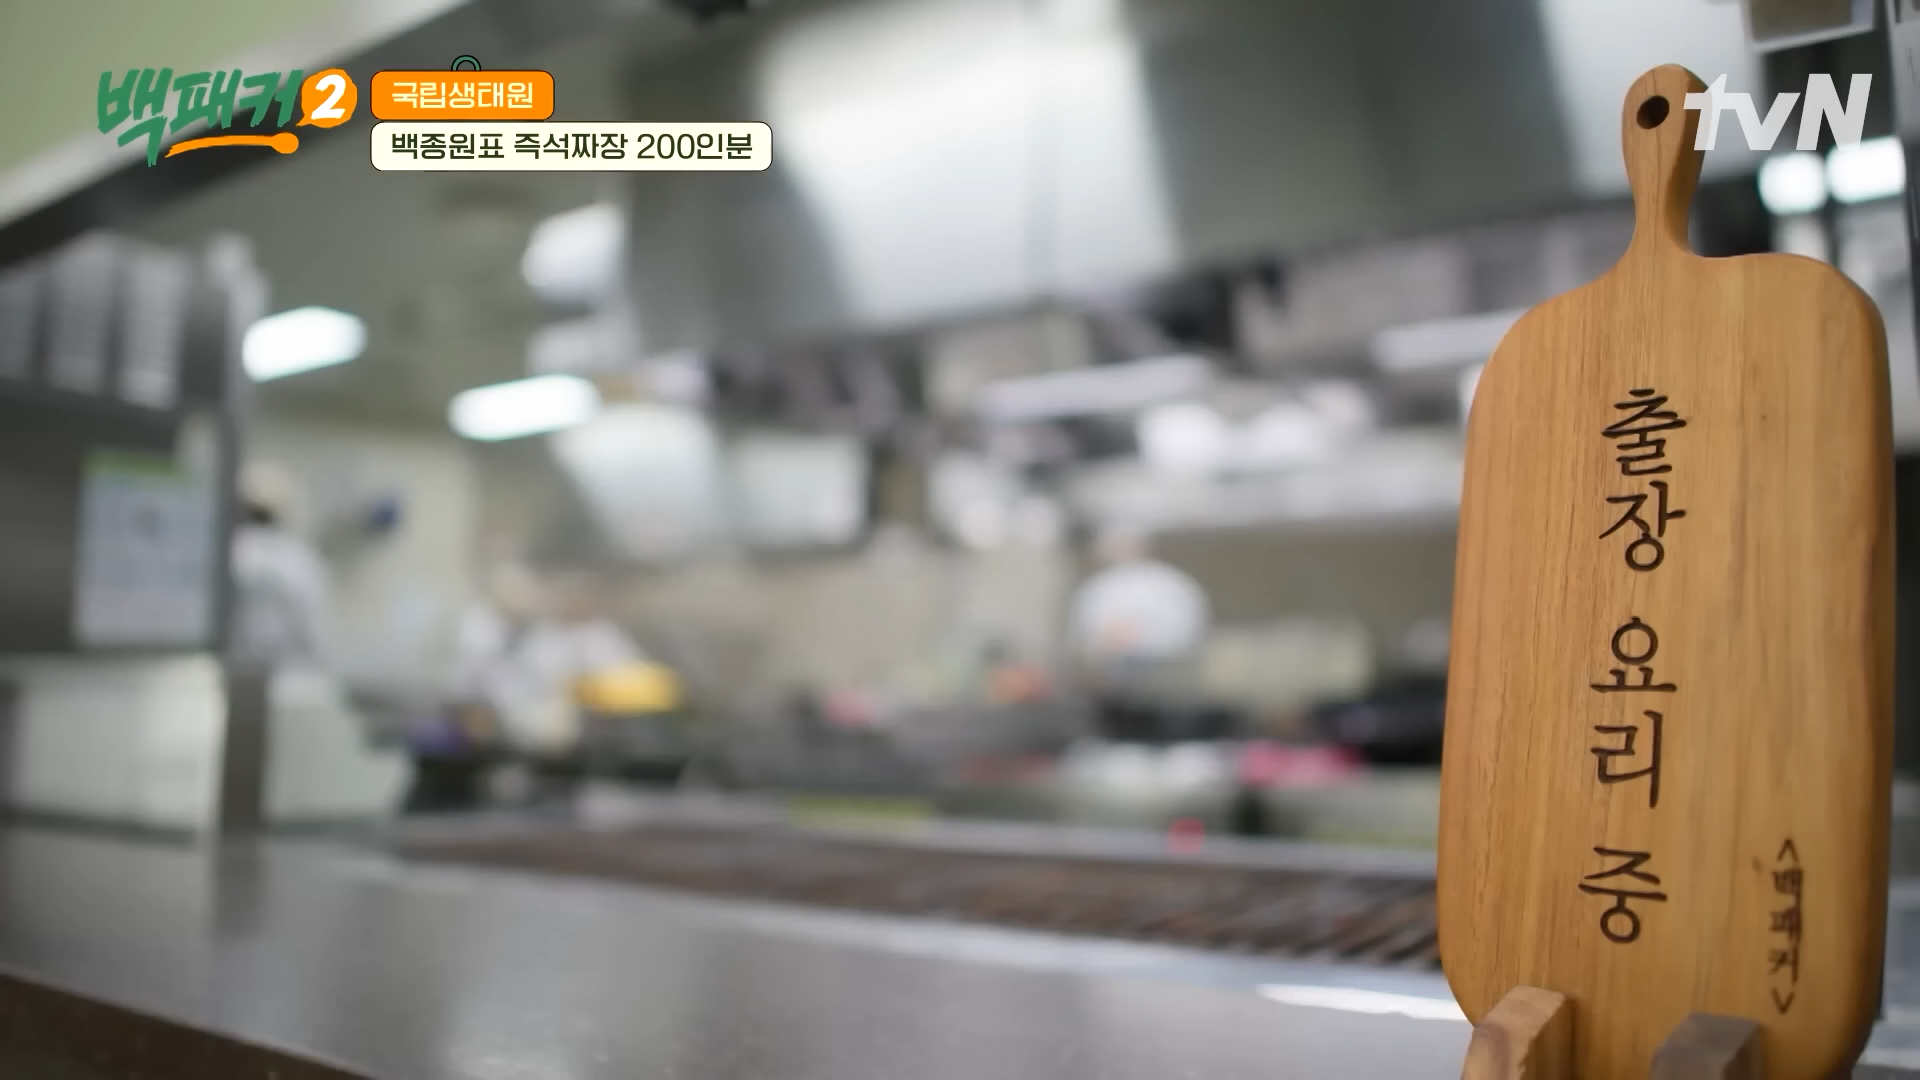 백패커2
국립생태원
백종원표 즉석짜장 200인분
tvN
출장 요리 중
<백패커>